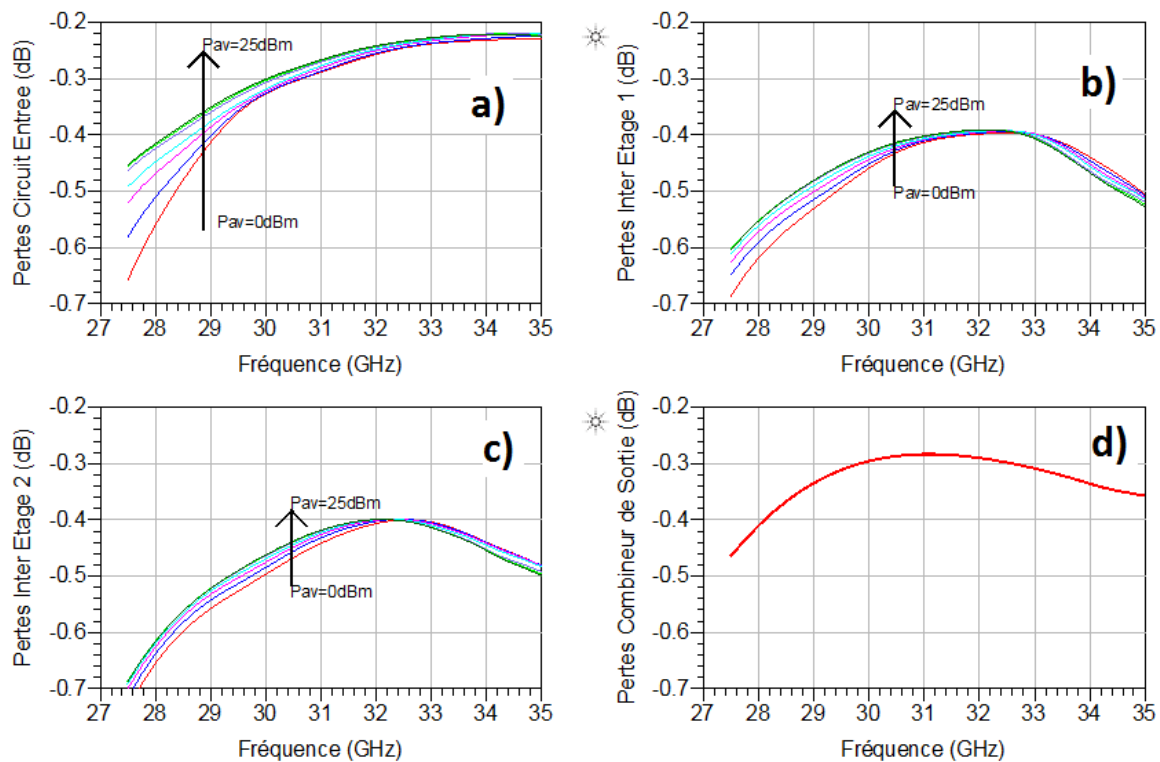 Pertes Circuit Entree (dB)
-0.2
-0.3
-0.4
-0.5
-0.6
-0.7
Pav=25dBm
a)
Pav=0dBm
27 28 29 30 31 32 33 34 35
Fréquence (GHz)
Pertes Inter Etage 1 (dB)
-0.2
-0.3
-0.4
-0.5
-0.6
-0.7
b)
Pav=25dBm
Pav=0dBm
27 28 29 30 31 32 33 34 35
Fréquence (GHz)
Pertes Inter Etage 2 (dB)
-0.2
-0.3
-0.4
-0.5
-0.6
-0.7
c)
Pav=25dBm
Pav=0dBm
27 28 29 30 31 32 33 34 35
Fréquence (GHz)
Pertes Combineur de Sortie (dB)
-0.2
-0.3
-0.4
-0.5
-0.6
-0.7
d)
27 28 29 30 31 32 33 34 35
Fréquence (GHz)